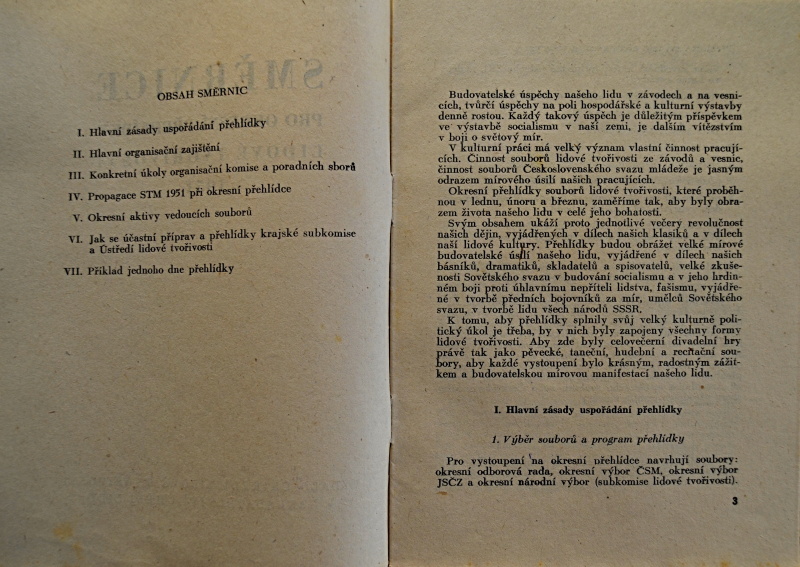 OBSAH SMĚRNIC
I. Hlavní zásady uspořádání přehlídky
II. Hlavní organisační zajištění
III. Konkretní úkoly organisační komise a poradních sborů
IV. Propagace STM 1951 při okresní přehlídce
V. Okresní aktivy vedoucích souborů
VI. Jak se účastní příprav a přehlídky krajské subkomise
a Ústředí lidové tvořivosti
VII. Příklad jednoho dne přehlídky
Budovatelské úspěchy našeho lidu v závodech a na vesni-
cích, tvůrčí úspěchy na poli hospodářské a kulturní výstavby
denně rostou. Každý takový úspěch je důležitým příspěvkem
ve výstavbě socialismu v naší zemi, je dalším vítězstvím
v boji o světový mír.
V kulturní práci má velký význam vlastní činnost pracují-
cích. Činnost souborů lidové tvořivosti ze závodů a vesnic,
činnost souborů Československého svazu mládeže je jasným
odrazem mírového úsilí našich pracujících.
Okresní přehlídky souborů lidové tvořivosti, které proběh-
nou v lednu, únoru a březnu, zaměříme tak, aby byly obra-
zem života našeho lidu v celé jeho bohatosti.
Svým obsahem ukáží proto jednotlivé večery revolučnost
našich dějin, vyjádřených v dílech našich klasiků a v dílech
naší lidové kultury. Přehlídky budou obrážet velké mírové
budovatelské úsilí našeho lidu, vyjádřené v dílech našich
básníků, dramatiků, skladatelů a spisovatelů, velké zkuše-
nosti Sovětského svazu v budování socialismu a v jeho hrdin-
ném boji proti úhlavnímu nepříteli lidstva, fašismu, vyjádře-
né v tvorbě předních bojovníků za mír, umělců Sovětského
svazu, v tvorbě lidu všech národů SSSR.
K tomu, aby přehlídky splnily svůj velký kulturně poli-
tický úkol je třeba, by v nich byly zapojeny všechny formy
lidové tvořivosti. Aby zde byly celovečerní divadelní hry
právě tak jako pěvecké, taneční, hudební a recitační sou-
bory, aby každé vystoupení bylo krásným, radostným zážit-
kem a budovatelskou mírovou manifestací našeho lidu.
I. Hlavní zásady uspořádání přehlídky
1. Výběr souborů a program přehlídky
Pro vystoupení na okresní přehlídce navrhují soubory:
okresní odborová rada, okresní výbor ČSM, okresní výbor
JSČZ a okresní národní výbor (subkomise lidové tvořivosti).
3